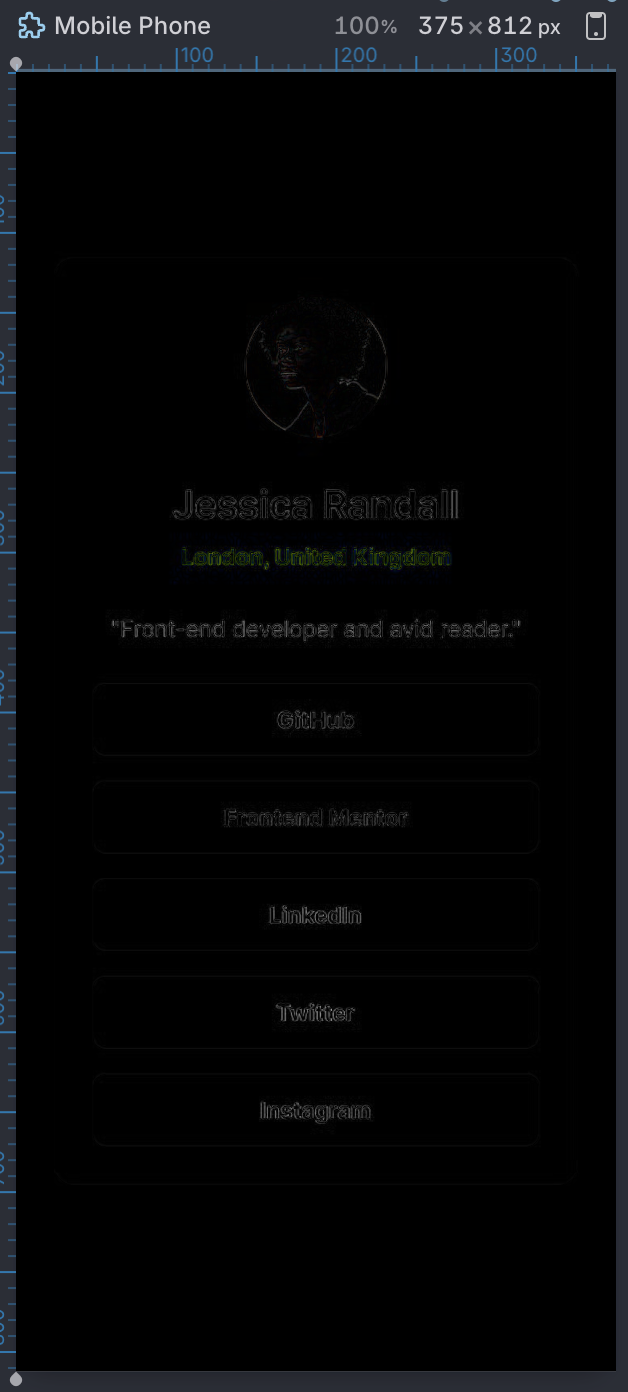 Mobile Phone 100% 375×812 px
100 200 300
Jessica Randall
London, United Kingdom
"Front-end developer and avid reader."
GitHub
Frontend Mentor
LinkedIn
Twitter
Instagram